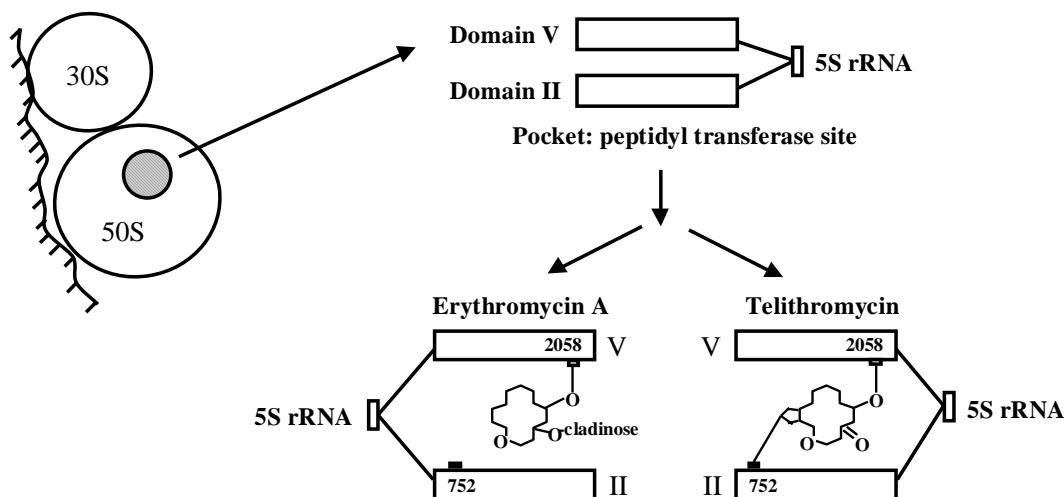 30S
50S
Domain V
Domain II
5S rRNA
Pocket: peptidyl transferase site
Erythromycin A
2058
V
5S rRNA
O
O
O-cladinose
752
II
Telithromycin
V
2058
O
O
O
5S rRNA
II
752